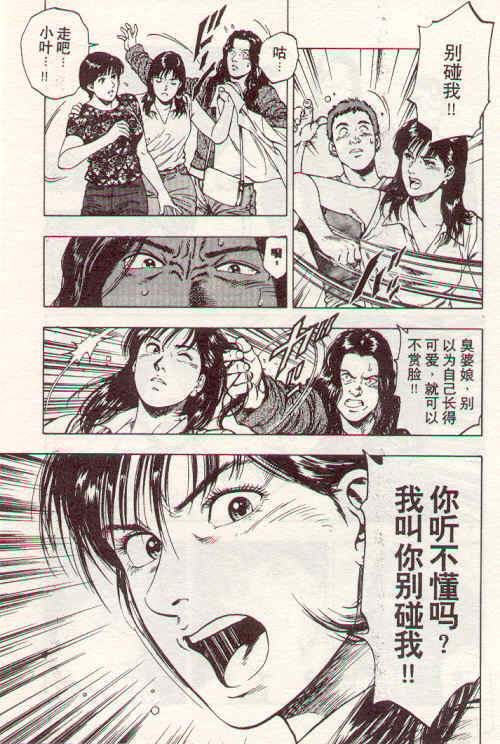 别碰我!!
咕…
走吧…
小叶…!!
臭婆娘，别
以为自己长得
可爱，就可以
不赏脸!!
你听不懂吗?
我叫你别碰我!!